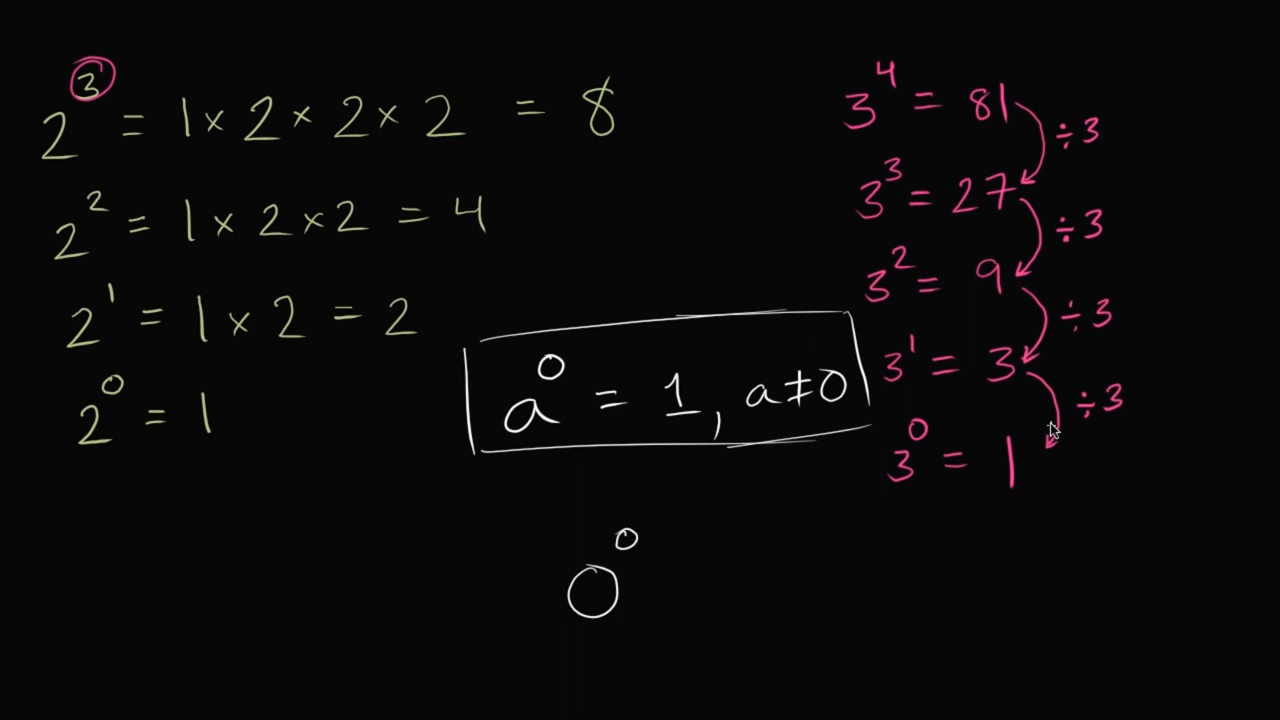 2^3 = 1 × 2 × 2 × 2 = 8
2^2 = 1 × 2 × 2 = 4
2^1 = 1 × 2 = 2
2^0 = 1
a^0 = 1, a ≠ 0
0^0
3^4 = 81
÷3
3^3 = 27
÷3
3^2 = 9
÷3
3^1 = 3
÷3
3^0 = 1